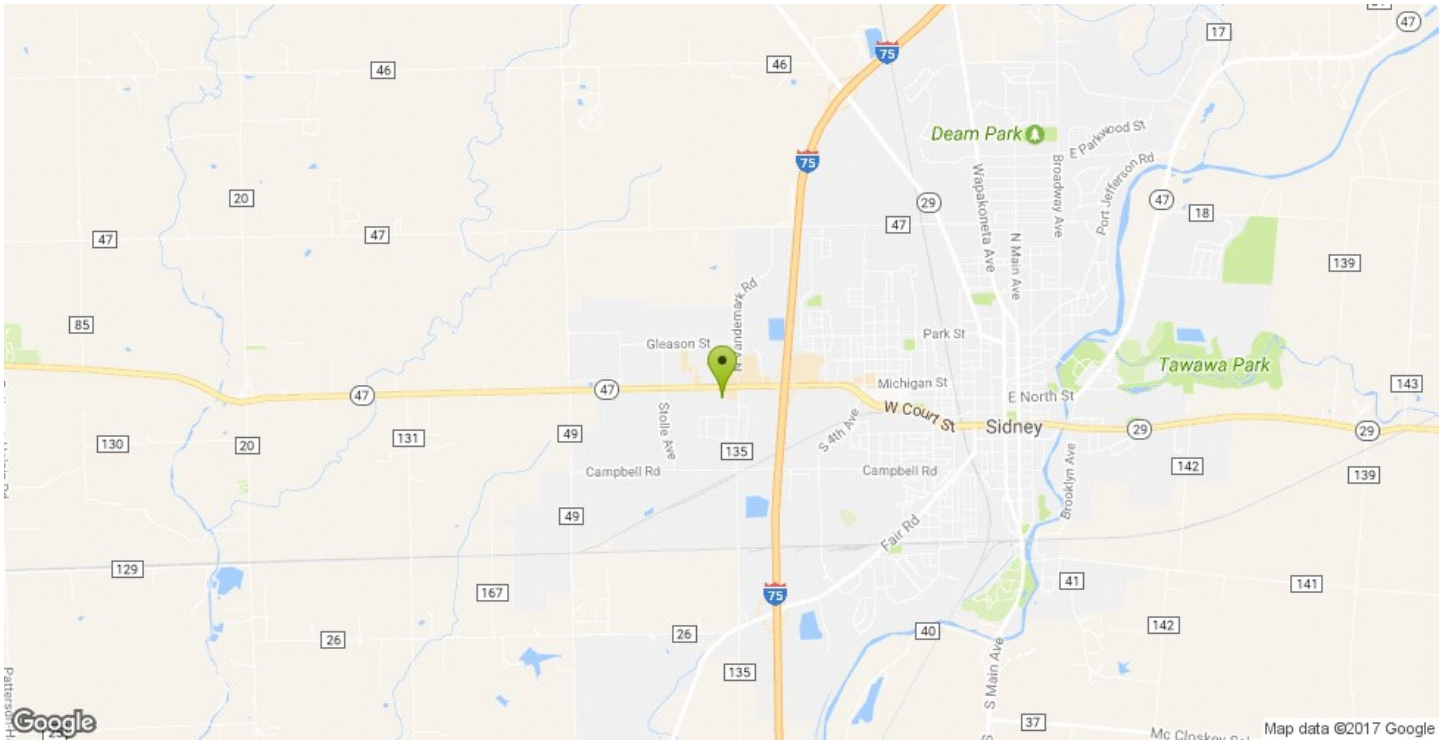 47
17
46
46
75
Deam Park
E Parkwood St
75
Wapakoneta Ave
Broadway Ave
Port Jefferson Rd
20
29
47
18
47
47
47
N Main Ave
139
N Vandemark Rd
85
Gleason St
Park St
Tawawa Park
47
47
Michigan St
143
E North St
W Court St
Sidney
29
29
Stolle Ave
S 4th Ave
130
20
131
49
135
Campbell Rd
Campbell Rd
142
139
Brooklyn Ave
49
Fair Rd
129
167
75
41
141
26
26
40
142
135
S Main Ave
37
Google
Map data ©2017 Google